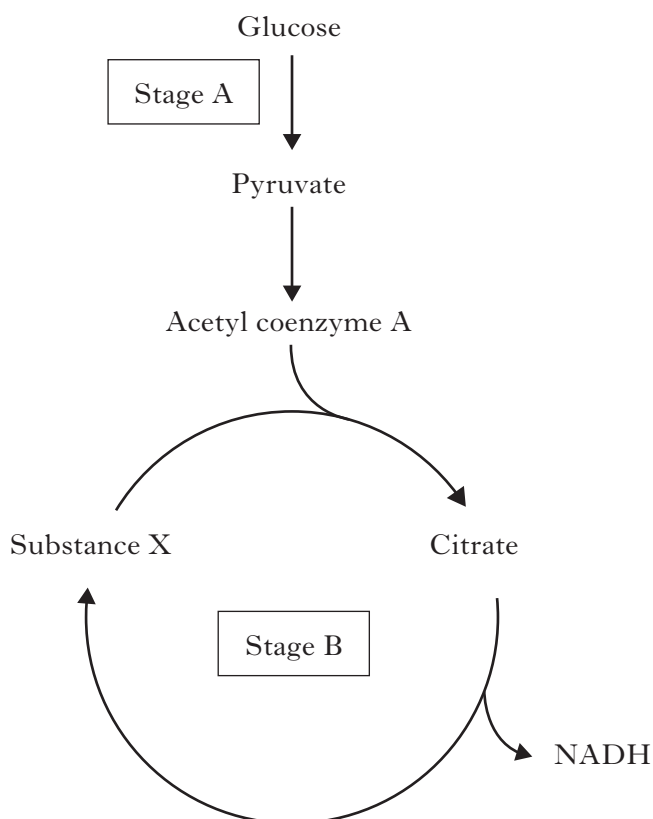 Glucose
Stage A
Pyruvate
Acetyl coenzyme A
Substance X
Citrate
Stage B
NADH